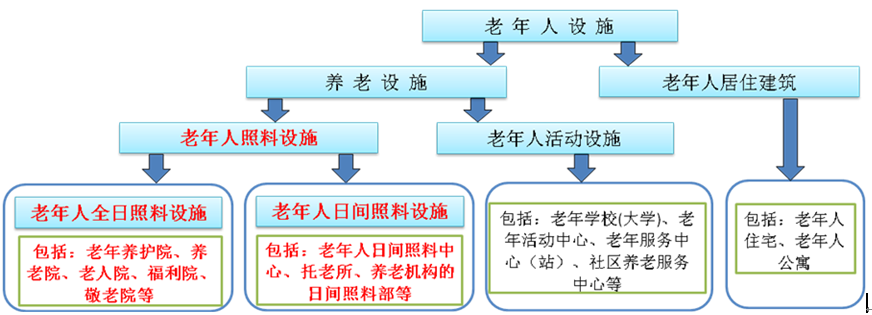 老年人设施
养老设施
老年人居住建筑
老年人照料设施
老年人活动设施
老年人全日照料设施
包括：老年养护院、养
老院、老人院、福利院、
敬老院等
老年人日间照料设施
包括：老年人日间照料中
心、托老所、养老机构的
日间照料部等
包括：老年学校(大学)、老
年活动中心、老年服务中
心（站）、社区养老服务
中心等
包括：老年人
住宅、老年人
公寓